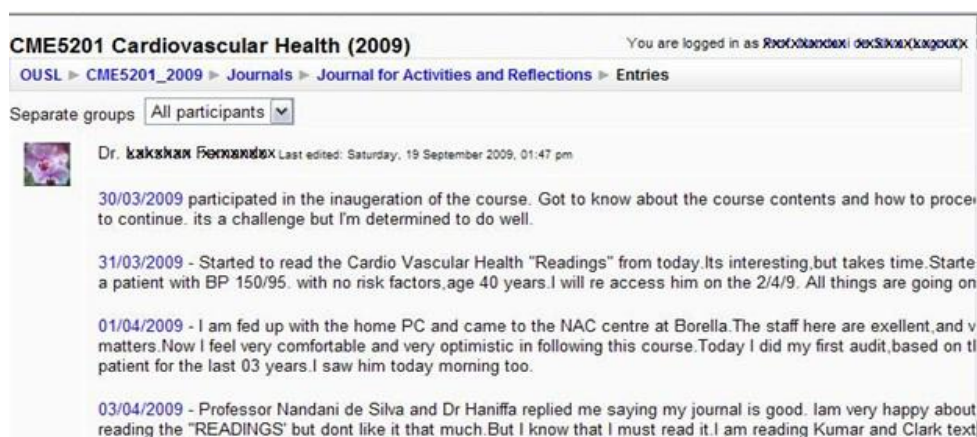 CME5201 Cardiovascular Health (2009)
You are logged in as
OUSL ► CME5201_2009 ► Journals ► Journal for Activities and Reflections ► Entries
Separate groups All participants
Dr. Last edited: Saturday, 19 September 2009, 01:47 pm
30/03/2009 participated in the inaugeration of the course. Got to know about the course contents and how to proce
to continue. its a challenge but I'm determined to do well.
31/03/2009 - Started to read the Cardio Vascular Health "Readings" from today.Its interesting,but takes time.Starte
a patient with BP 150/95. with no risk factors,age 40 years.I will re access him on the 2/4/9. All things are going on
01/04/2009 - I am fed up with the home PC and came to the NAC centre at Borella.The staff here are exellent,and v
matters.Now I feel very comfortable and very optimistic in following this course.Today I did my first audit,based on
patient for the last 03 years.I saw him today morning too.
03/04/2009 - Professor Nandani de Silva and Dr Haniffa replied me saying my journal is good. Iam very happy about
reading the "READINGS' but dont like it that much.But I know that I must read it.I am reading Kumar and Clark text